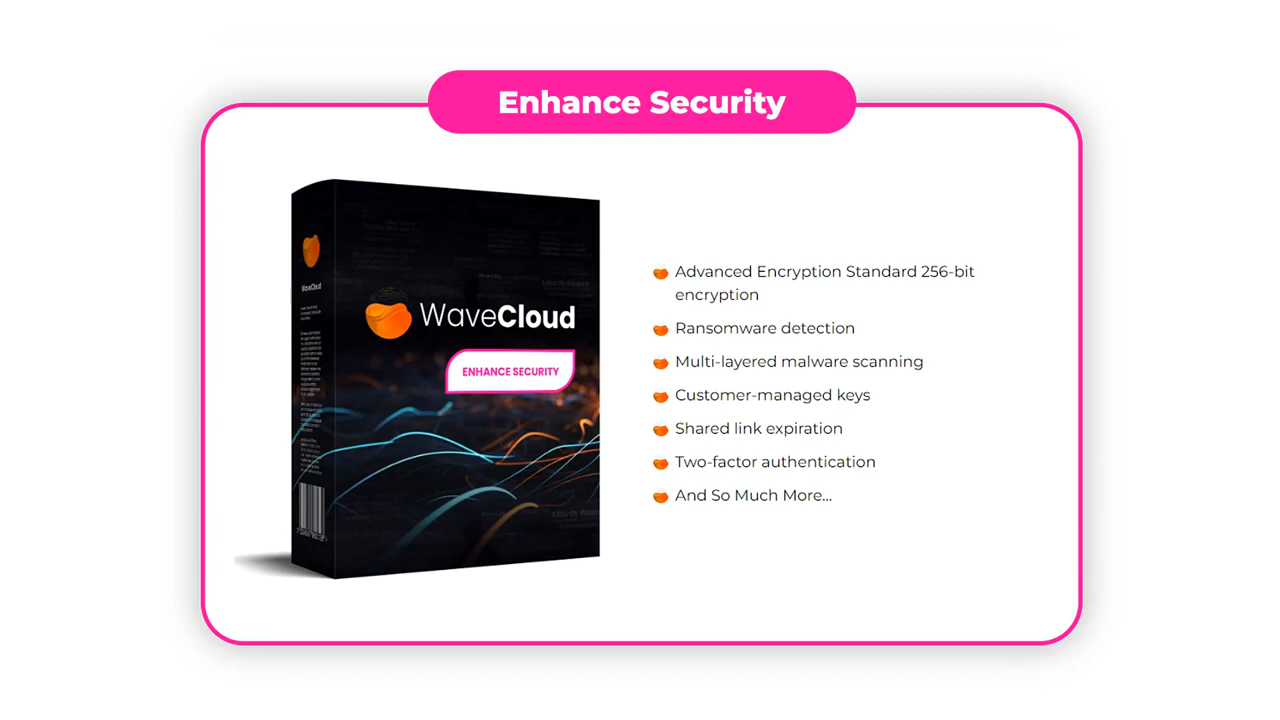 Enhance Security
WaveCloud
WaveCloud
ENHANCE SECURITY
Advanced Encryption Standard 256-bit
encryption
Ransomware detection
Multi-layered malware scanning
Customer-managed keys
Shared link expiration
Two-factor authentication
And So Much More...